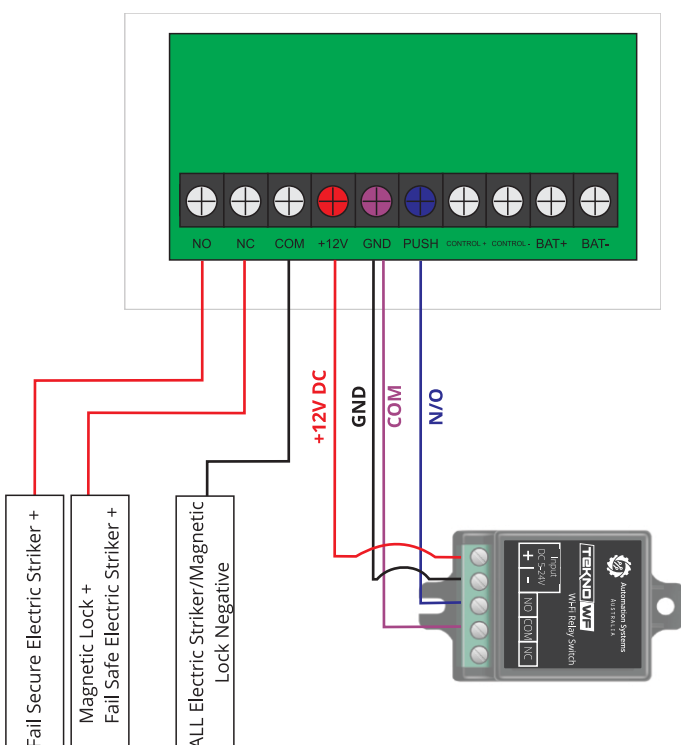 NO NC COM +12V GND PUSH CONTROL+ CONTROL- BAT+ BAT-
+12V DC
GND
COM
N/O
Fail Secure Electric Striker +
Magnetic Lock +
Fail Safe Electric Striker +
ALL Electric Striker/Magnetic
Lock Negative
Automation Systems
AUSTRALIA
TEKNO WF
Wi-Fi Relay Switch
Input
DC 5-24V
+ - NO COM NC